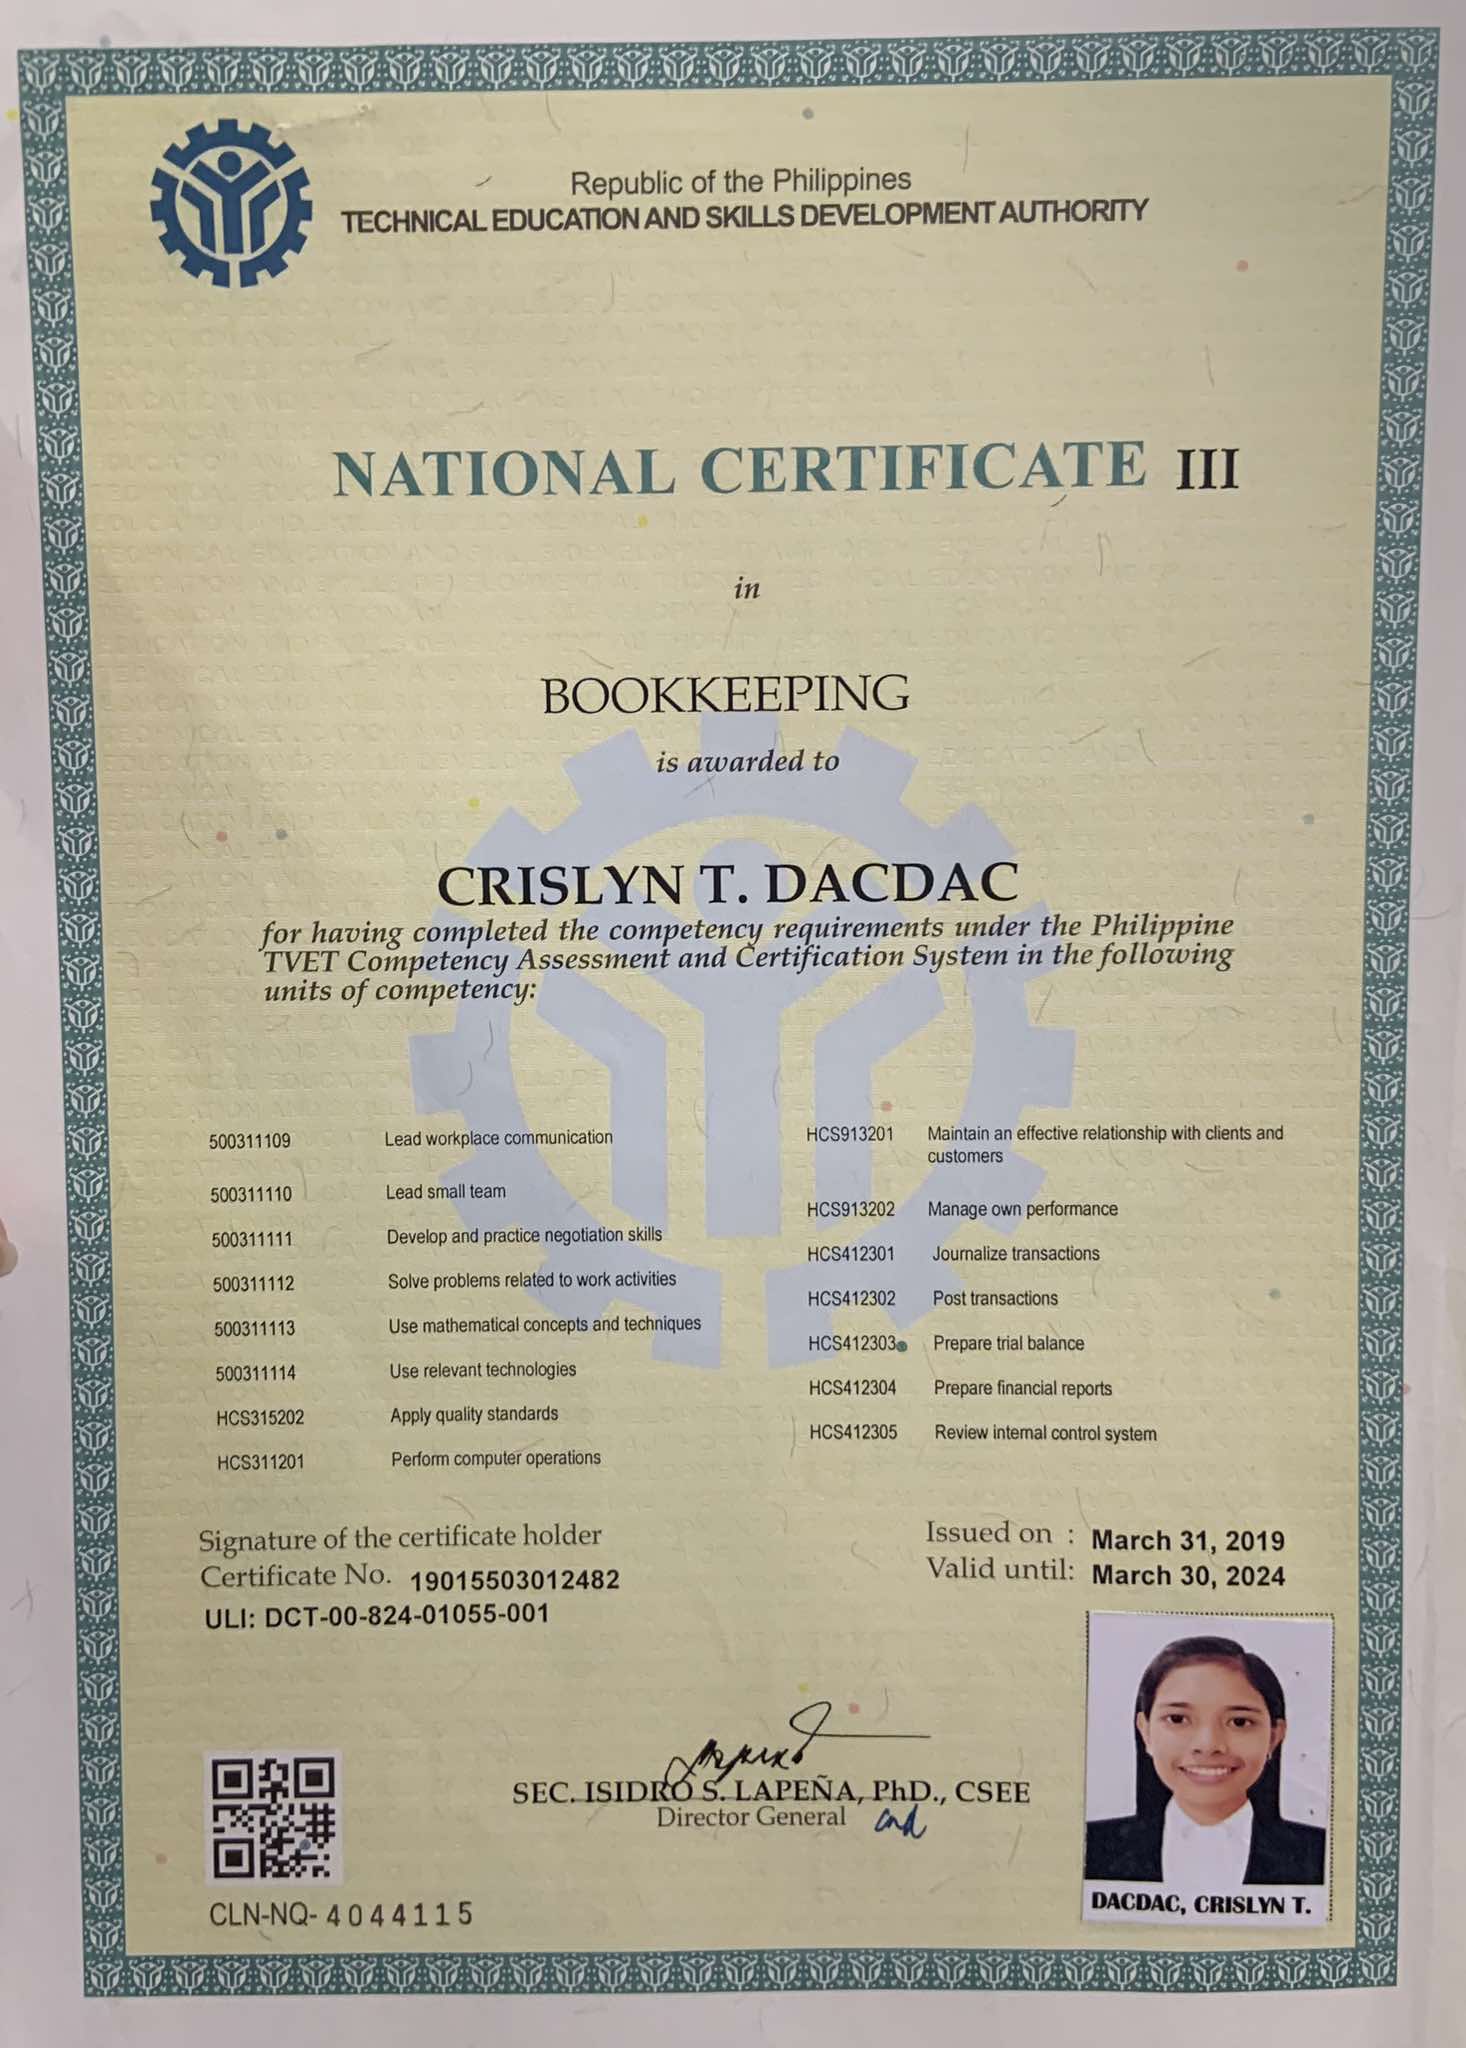 Republic of the Philippines
TECHNICAL EDUCATION AND SKILLS DEVELOPMENT AUTHORITY
NATIONAL CERTIFICATE III
in
BOOKKEEPING
is awarded to
CRISLYN T. DACDAC
for having completed the competency requirements under the Philippine
TVET Competency Assessment and Certification System in the following
units of competency:
500311109 Lead workplace communication
500311110 Lead small team
500311111 Develop and practice negotiation skills
500311112 Solve problems related to work activities
500311113 Use mathematical concepts and techniques
500311114 Use relevant technologies
HCS315202 Apply quality standards
HCS311201 Perform computer operations
HCS913201 Maintain an effective relationship with clients and
customers
HCS913202 Manage own performance
HCS412301 Journalize transactions
HCS412302 Post transactions
HCS412303 Prepare trial balance
HCS412304 Prepare financial reports
HCS412305 Review internal control system
Signature of the certificate holder
Certificate No. 19015503012482
ULI: DCT-00-824-01055-001
Issued on : March 31, 2019
Valid until: March 30, 2024
SEC. ISIDRO S. LAPEÑA, PhD., CSEE
Director General
CLN-NQ- 4044115
DACDAC, CRISLYN T.